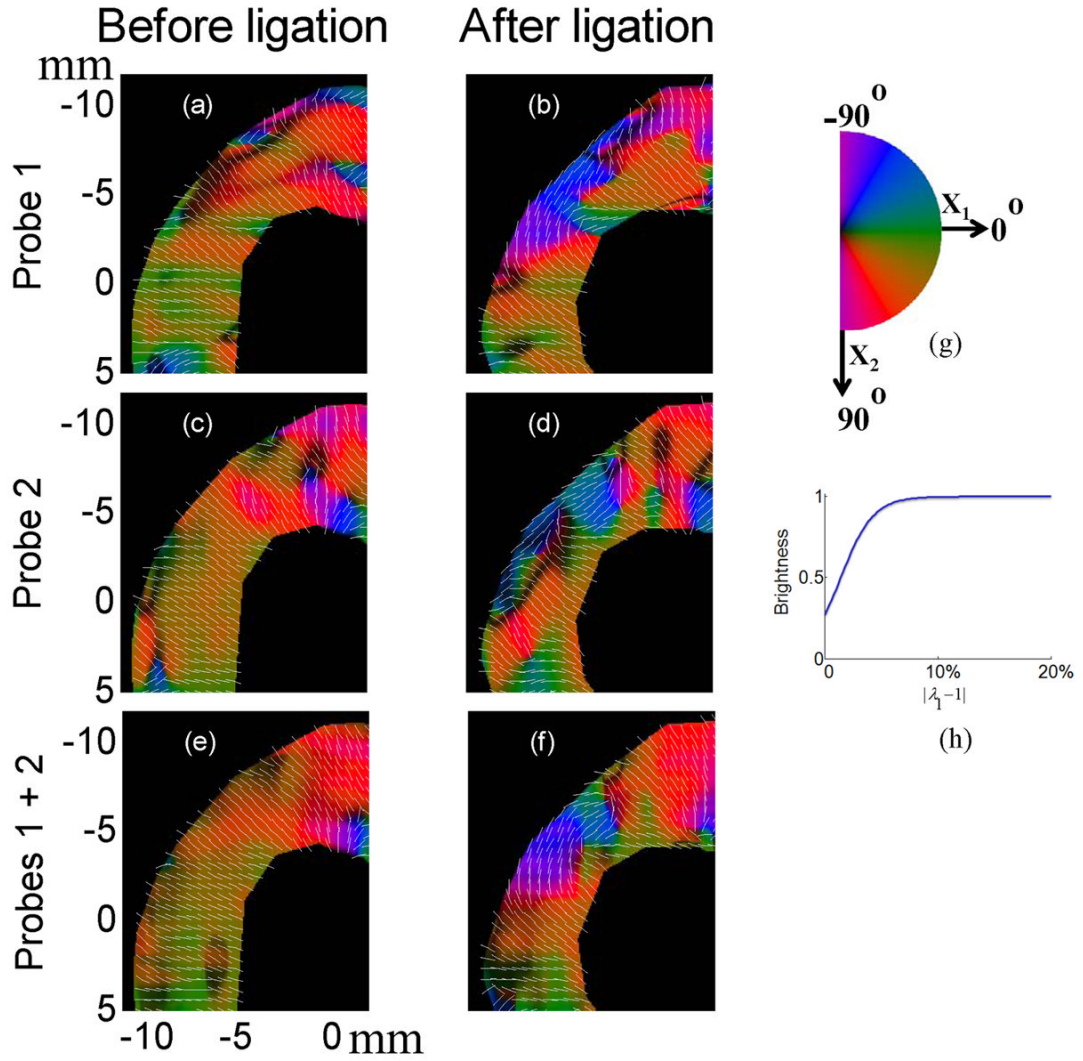 Before ligation After ligation
mm
(a) (b)
-10
-5
0
5
Probe 1
-90°
X1
0°
X2
90°
(g)
(c) (d)
-10
-5
0
5
Probe 2
1
0.5
0
Brightness
0 10% 20%
|λ1-1|
(h)
(e) (f)
-10
-5
0
5
Probes 1 + 2
-10 -5 0 mm